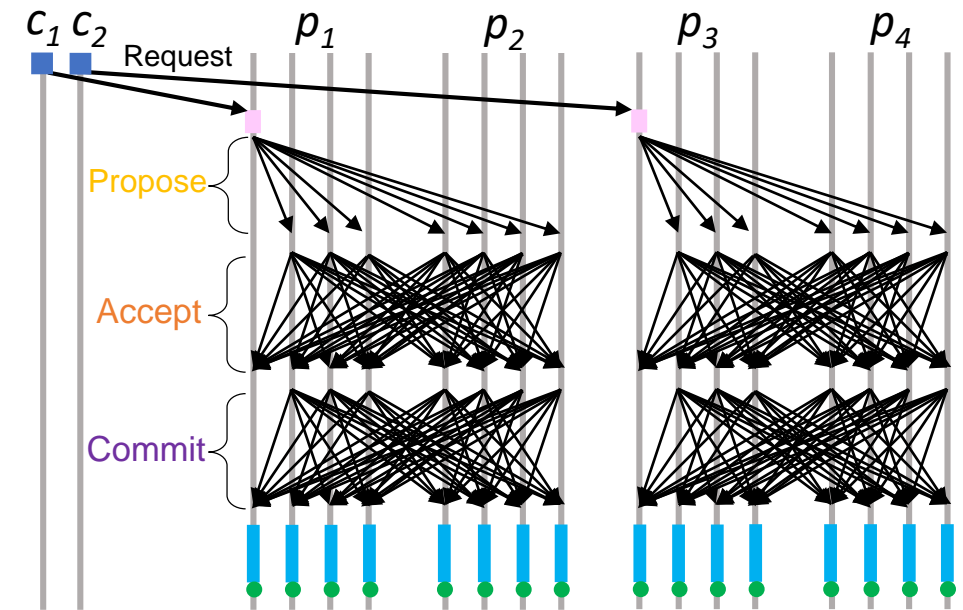 c1 c2 p1 p2 p3 p4
Request
Propose
Accept
Commit